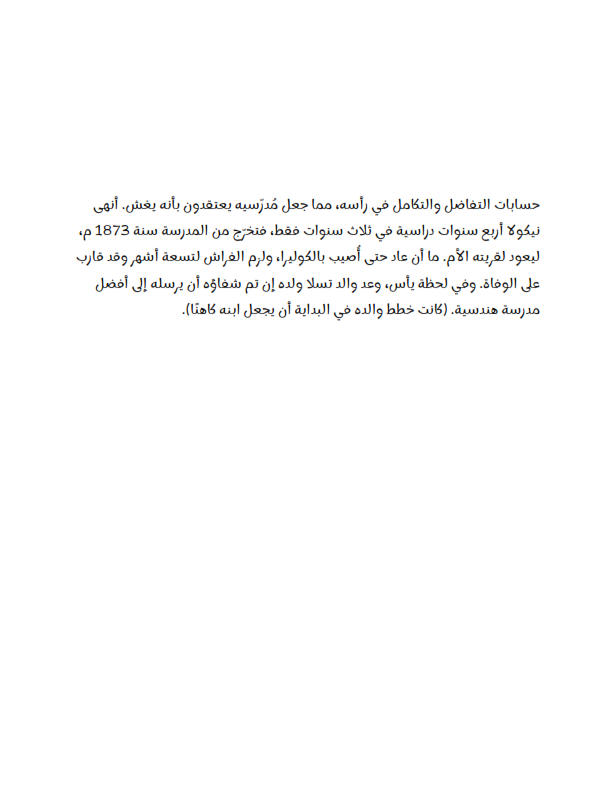 حسابات التفاضل والتكامل في رأسه، مما جعل مُدرّسيه يعتقدون بأنه يغش. أنهى
نيكولا أربع سنوات دراسية في ثلاث سنوات فقط، فتخرّج من المدرسة سنة 1873 م،
ليعود لقريته الأم. ما أن عاد حتى أُصيب بالكوليرا، ولزم الفراش لتسعة أشهر وقد قارب
على الوفاة. وفي لحظة يأس، وعد والد تسلا ولده إن تم شفاؤه أن يرسله إلى أفضل
مدرسة هندسية. (كانت خطط والده في البداية أن يجعل ابنه كاهنًا).